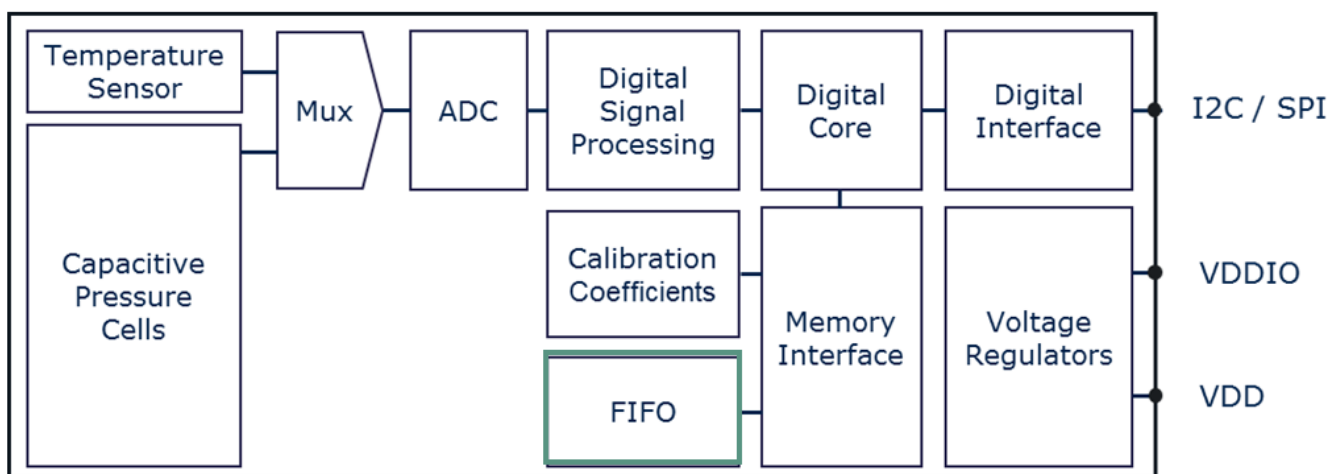 Temperature
Sensor
Mux
ADC
Digital
Signal
Processing
Digital
Core
Digital
Interface
I2C / SPI
Capacitive
Pressure
Cells
Calibration
Coefficients
Memory
Interface
Voltage
Regulators
VDDIO
FIFO
VDD